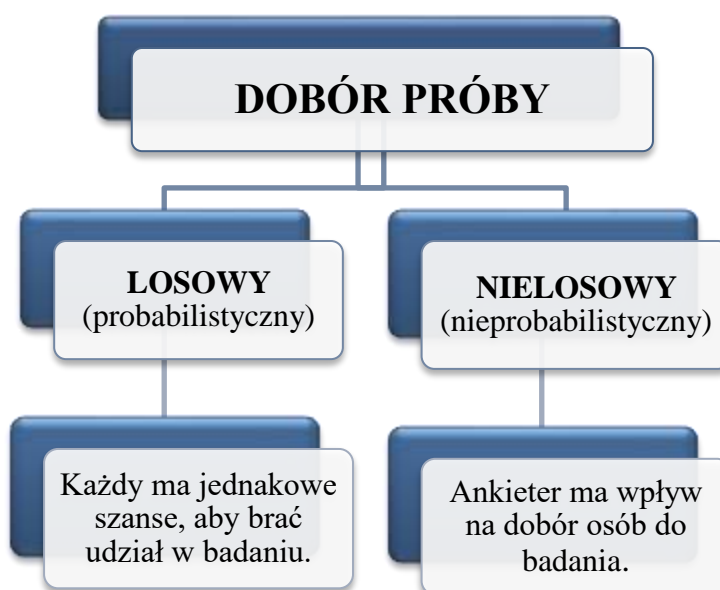 DOBÓR PRÓBY
LOSOWY
(probabilistyczny)
NIELOSOWY
(nieprobabilistyczny)
Każdy ma jednakowe
szanse, aby brać
udział w badaniu.
Ankieter ma wpływ
na dobór osób do
badania.